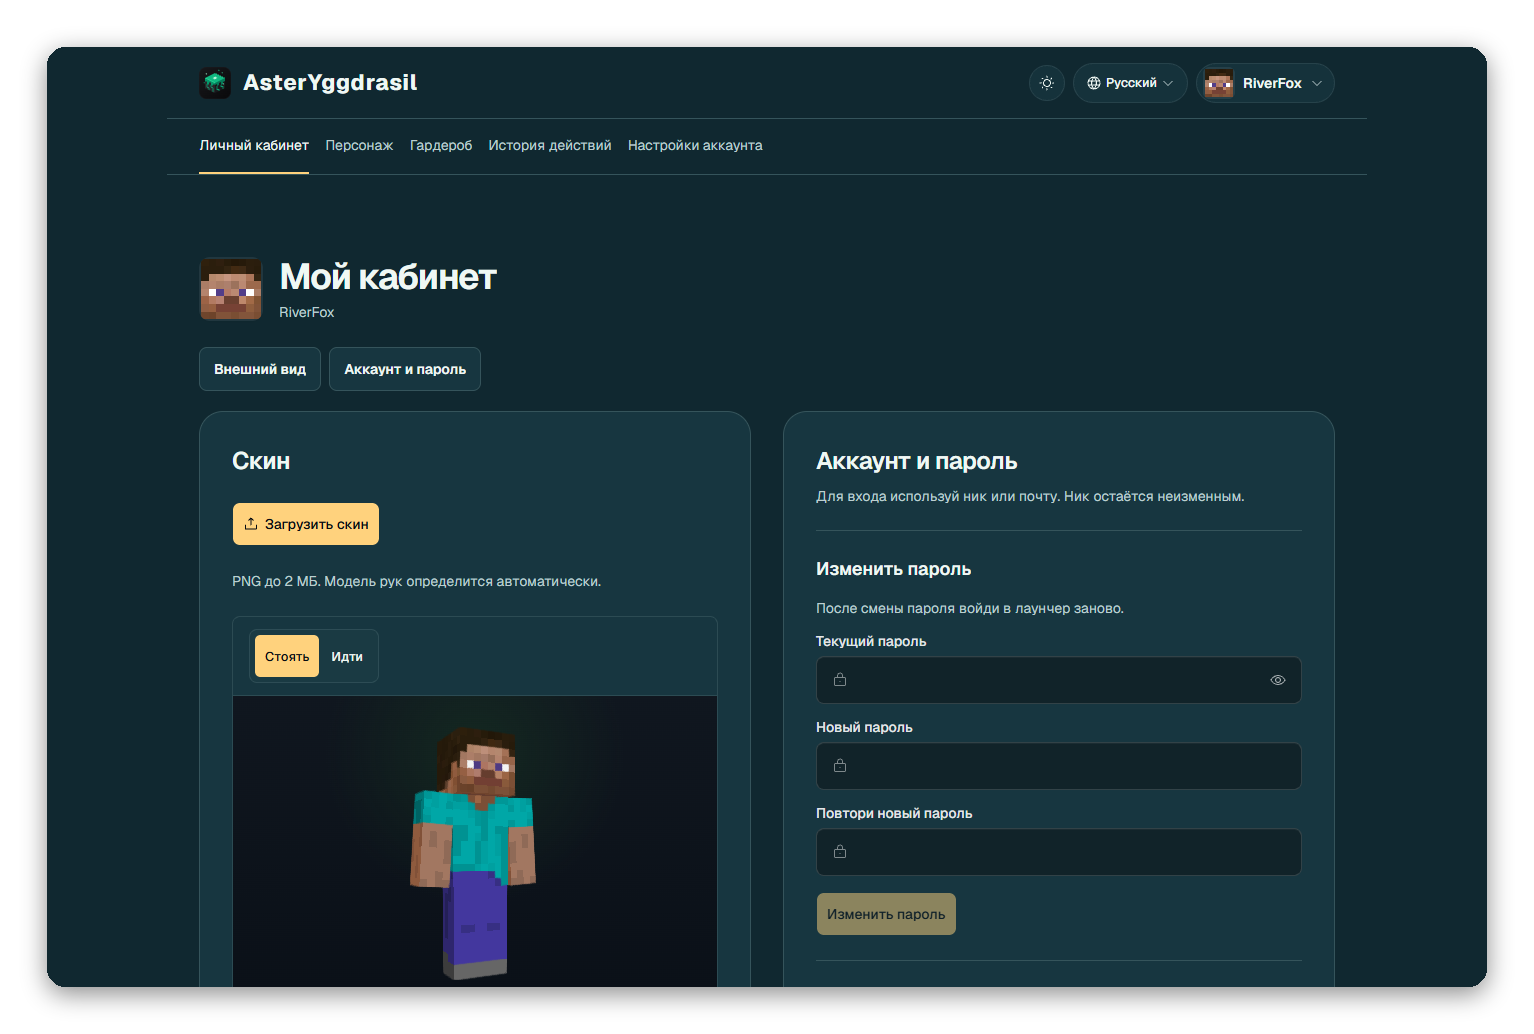 AsterYggdrasil
Русский
RiverFox
Личный кабинет
Персонаж
Гардероб
История действий
Настройки аккаунта
Мой кабинет
RiverFox
Внешний вид
Аккаунт и пароль
Скин
Загрузить скин
PNG до 2 МБ. Модель рук определится автоматически.
Стоять
Идти
Аккаунт и пароль
Для входа используй ник или почту. Ник остаётся неизменным.
Изменить пароль
После смены пароля войди в лаунчер заново.
Текущий пароль
Новый пароль
Повтори новый пароль
Изменить пароль